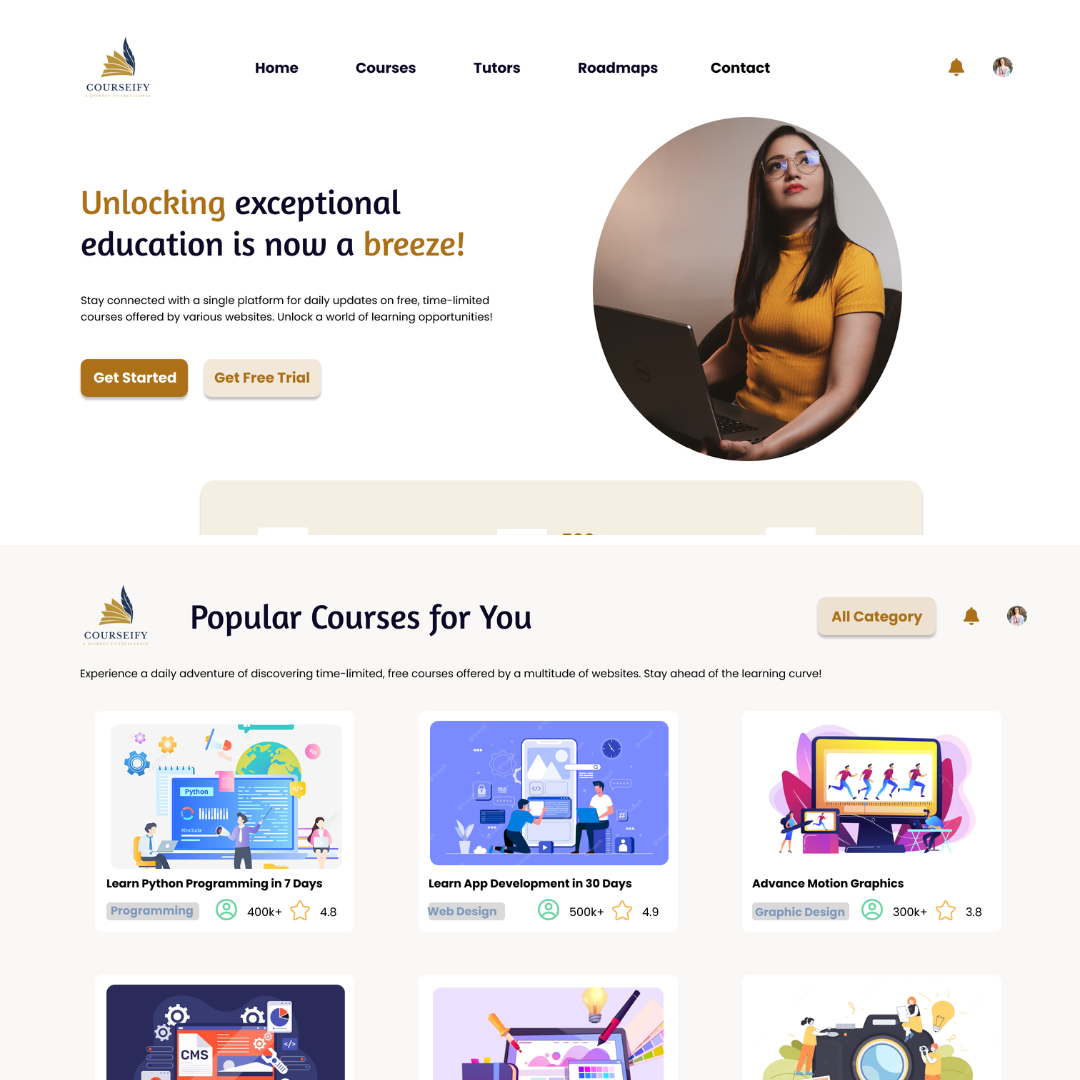 COURSEIFY
Home
Courses
Tutors
Roadmaps
Contact
Unlocking exceptional
education is now a breeze!
Stay connected with a single platform for daily updates on free, time-limited
courses offered by various websites. Unlock a world of learning opportunities!
Get Started
Get Free Trial
COURSEIFY
Popular Courses for You
All Category
Experience a daily adventure of discovering time-limited, free courses offered by a multitude of websites. Stay ahead of the learning curve!
Python
#include
Learn Python Programming in 7 Days
Programming
400k+
4.8
Learn App Development in 30 Days
Web Design
500k+
4.9
Advance Motion Graphics
Graphic Design
300k+
3.8
CMS